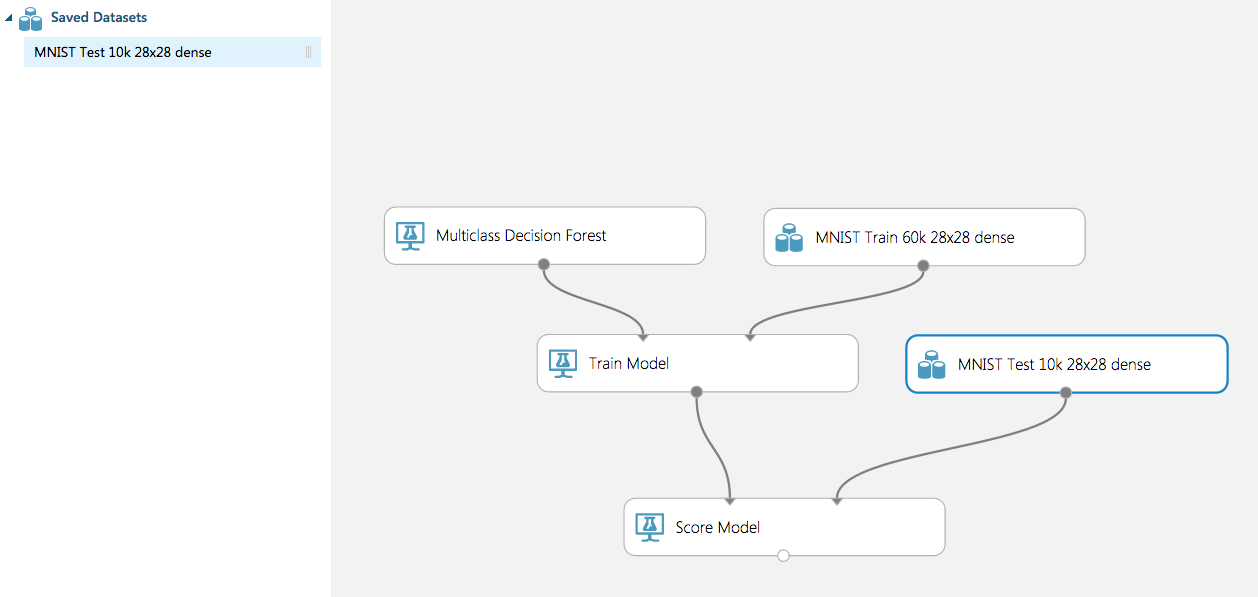 Saved Datasets
MNIST Test 10k 28x28 dense
Multiclass Decision Forest
MNIST Train 60k 28x28 dense
Train Model
MNIST Test 10k 28x28 dense
Score Model